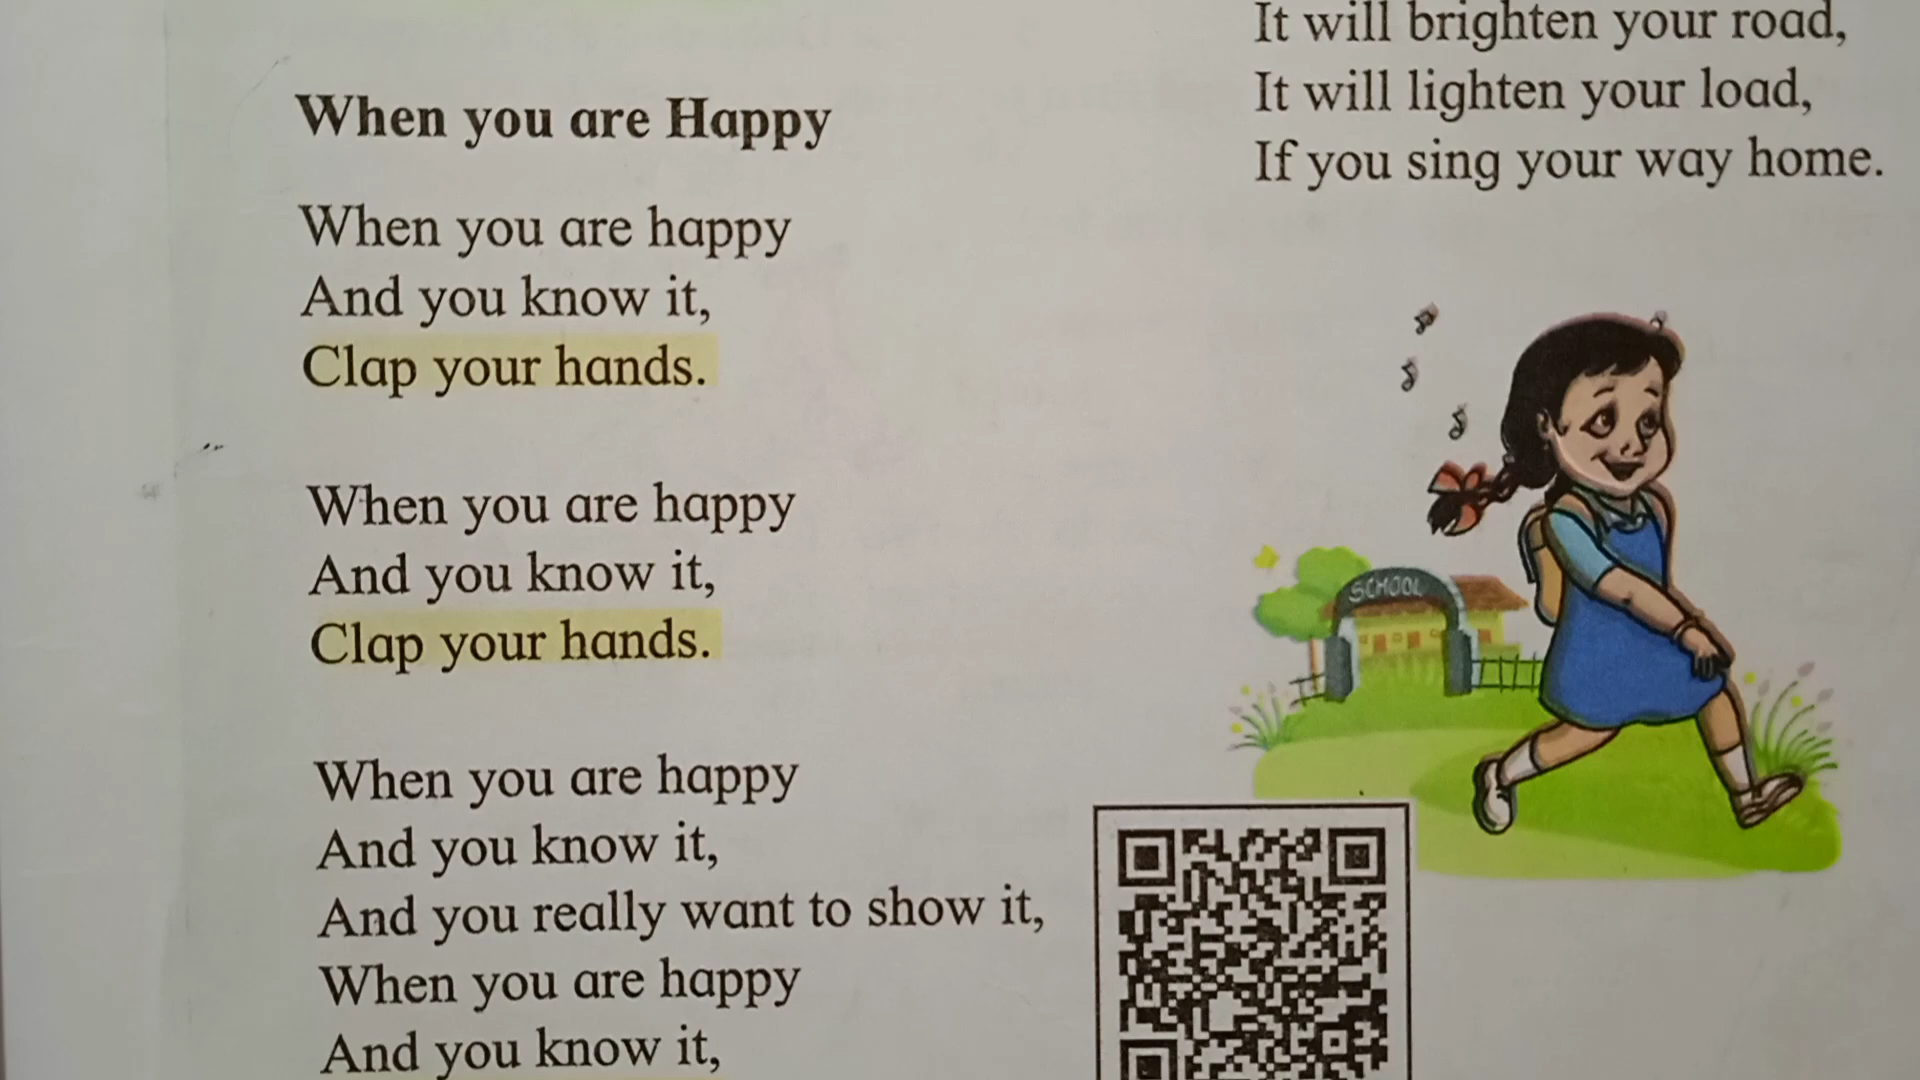 When you are Happy
When you are happy
And you know it,
Clap your hands.
When you are happy
And you know it,
Clap your hands.
When you are happy
And you know it,
And you really want to show it,
When you are happy
And you know it,
It will brighten your road,
It will lighten your load,
If you sing your way home.
SCHOOL